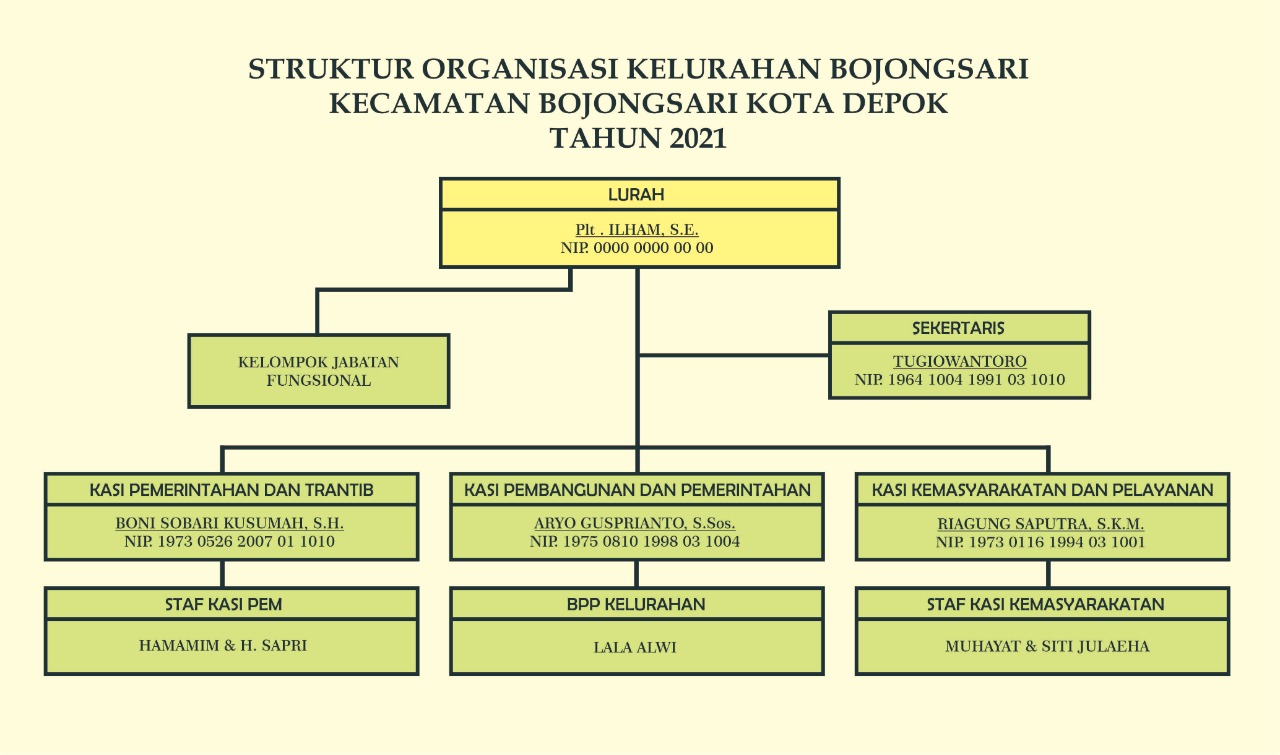 STRUKTUR ORGANISASI KELURAHAN BOJONGSARI
KECAMATAN BOJONGSARI KOTA DEPOK
TAHUN 2021
LURAH
Plt . ILHAM, S.E.
NIP. 0000 0000 00 00
KELOMPOK JABATAN
FUNGSIONAL
SEKERTARIS
TUGIOWANTORO
NIP. 1964 1004 1991 03 1010
KASI PEMERINTAHAN DAN TRANTIB
BONI SOBARI KUSUMAH, S.H.
NIP. 1973 0526 2007 01 1010
KASI PEMBANGUNAN DAN PEMERINTAHAN
ARYO GUSPRIANTO, S.Sos.
NIP. 1975 0810 1998 03 1004
KASI KEMASYARAKATAN DAN PELAYANAN
RIAGUNG SAPUTRA, S.K.M.
NIP. 1973 0116 1994 03 1001
STAF KASI PEM
HAMAMIM & H. SAPRI
BPP KELURAHAN
LALA ALWI
STAF KASI KEMASYARAKATAN
MUHAYAT & SITI JULAEHA